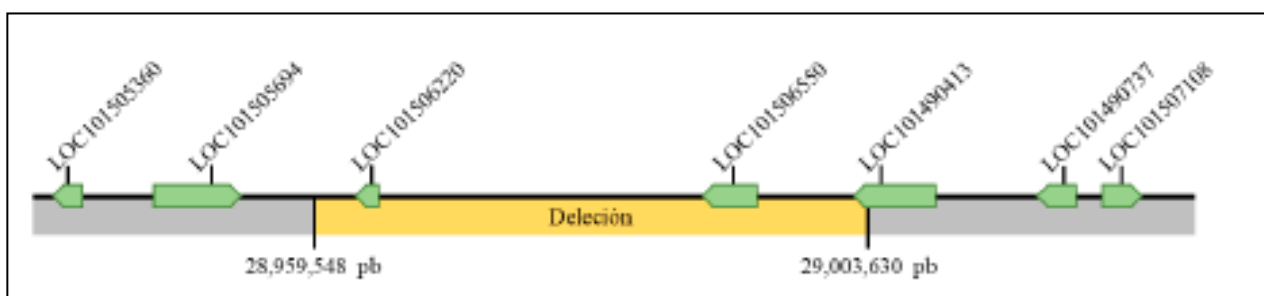 LOC101505360
LOC101505694
LOC101506220
LOC101506550
LOC101490413
LOC101490737
LOC101507108
Deleción
28,959,548 pb
29,003,630 pb